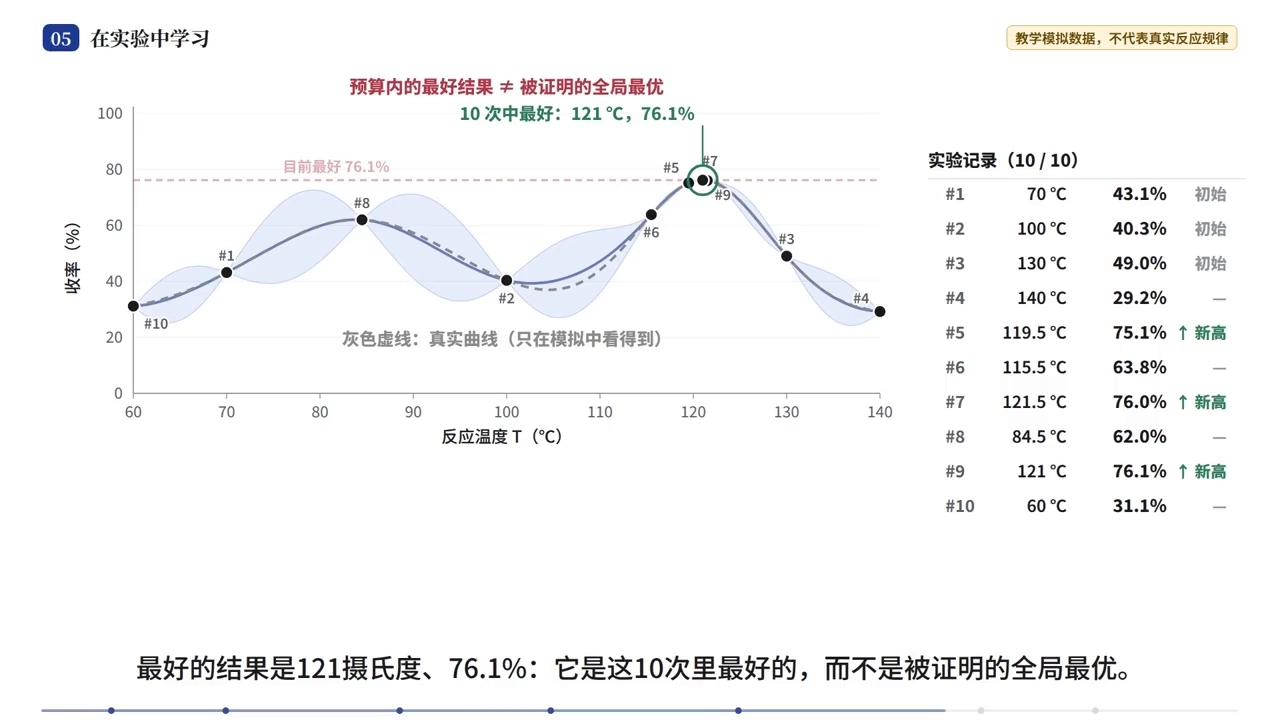 05 在实验中学习
教学模拟数据，不代表真实反应规律
预算内的最好结果 ≠ 被证明的全局最优
10 次中最好：121 °C，76.1%
目前最好 76.1%
收率（%）
100
80
60
40
20
0
#10
#1
#8
#2
#6
#5
#7
#9
#3
#4
灰色虚线：真实曲线（只在模拟中看得到）
60 70 80 90 100 110 120 130 140
反应温度 T（°C）
实验记录（10 / 10）
#1 70 °C 43.1% 初始
#2 100 °C 40.3% 初始
#3 130 °C 49.0% 初始
#4 140 °C 29.2% —
#5 119.5 °C 75.1% ↑ 新高
#6 115.5 °C 63.8% —
#7 121.5 °C 76.0% ↑ 新高
#8 84.5 °C 62.0% —
#9 121 °C 76.1% ↑ 新高
#10 60 °C 31.1% —
最好的结果是121摄氏度、76.1%：它是这10次里最好的，而不是被证明的全局最优。